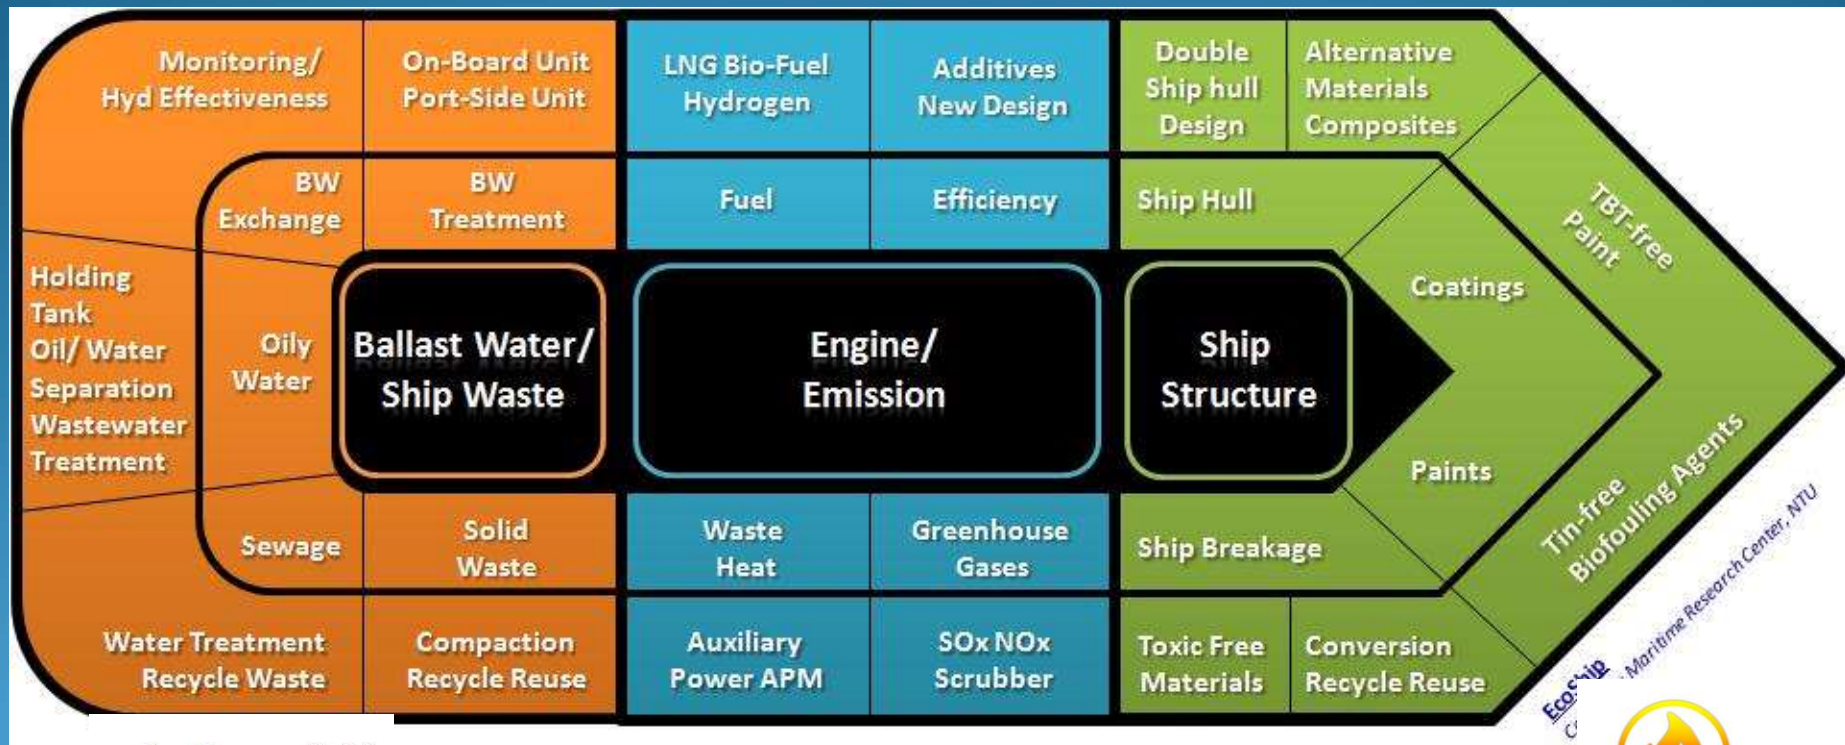 Monitoring/
Hyd Effectiveness
On-Board Unit
Port-Side Unit
LNG Bio-Fuel
Hydrogen
Additives
New Design
Double
Ship hull
Design
Alternative
Materials
Composites
BW
Exchange
BW
Treatment
Fuel
Efficiency
Ship Hull
TBT-free
Paint
Holding
Tank
Oil/ Water
Separation
Wastewater
Treatment
Oily
Water
Ballast Water/
Ship Waste
Engine/
Emission
Ship
Structure
Coatings
Paints
Sewage
Solid
Waste
Waste
Heat
Greenhouse
Gases
Ship Breakage
Tin-free
Biofouling Agents
Water Treatment
Recycle Waste
Compaction
Recycle Reuse
Auxiliary
Power APM
SOx NOx
Scrubber
Toxic Free
Materials
Conversion
Recycle Reuse
EcoShip
Maritime Research Center, NTU